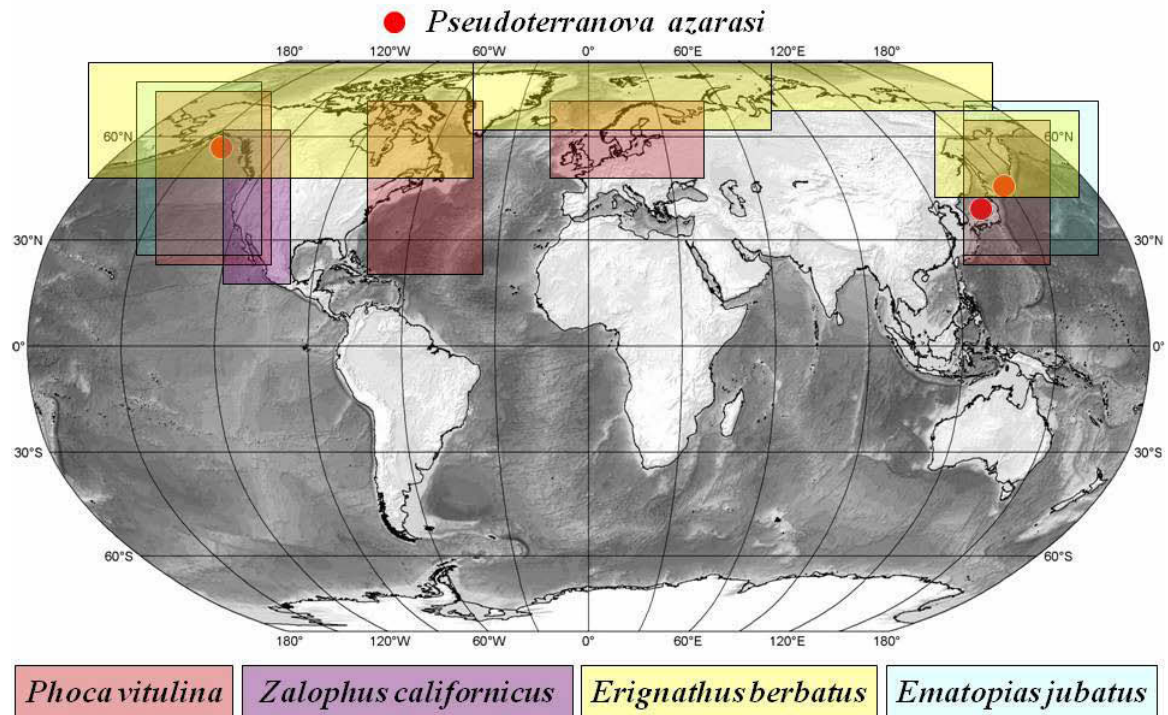 Pseudoterranova azarasi
180° 120°W 60°W 0° 60°E 120°E 180°
60°N 60°N
30°N 30°N
0° 0°
30°S 30°S
60°S 60°S
180° 120°W 60°W 0° 60°E 120°E 180°
Phoca vitulina Zalophus californicus Erignathus berbatus Ematopias jubatus